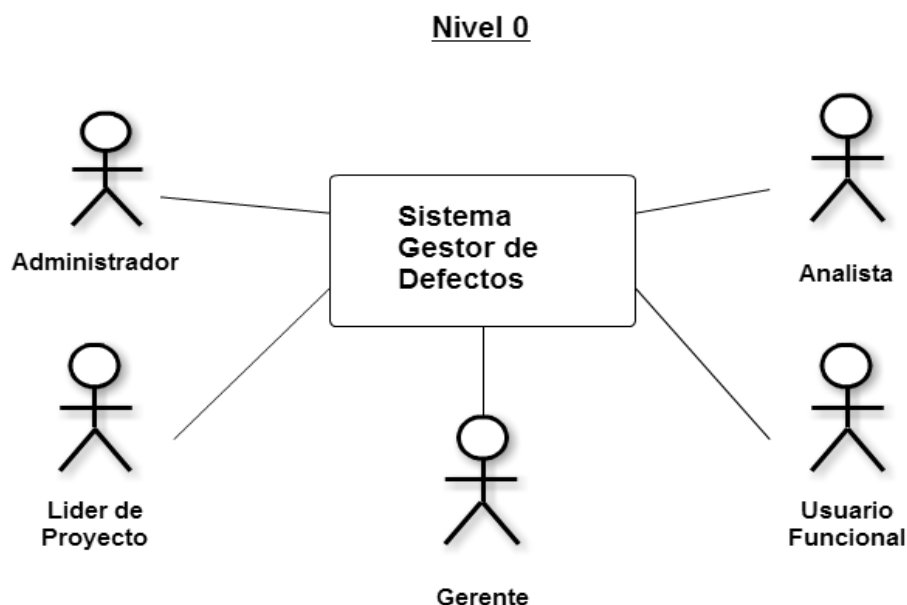 Nivel 0
Administrador
Sistema
Gestor de
Defectos
Analista
Lider de
Proyecto
Gerente
Usuario
Funcional